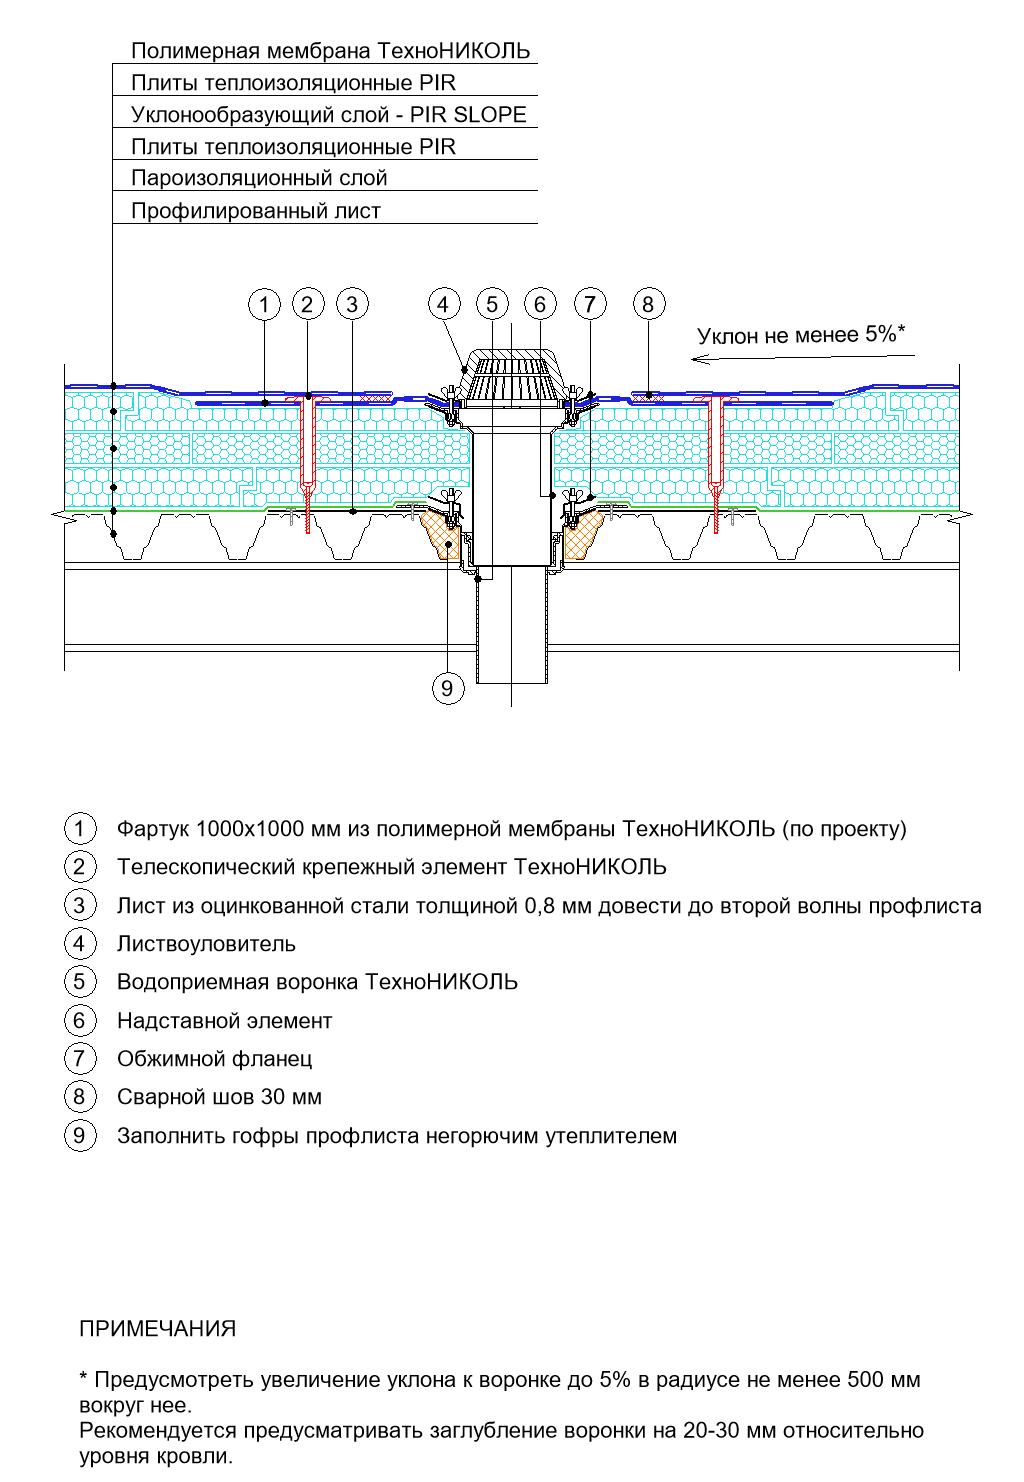 Полимерная мембрана ТехноНИКОЛЬ
Плиты теплоизоляционные PIR
Уклонообразующий слой - PIR SLOPE
Плиты теплоизоляционные PIR
Пароизоляционный слой
Профилированный лист
1 2 3 4 5 6 7 8
Уклон не менее 5%*
9
1 Фартук 1000х1000 мм из полимерной мембраны ТехноНИКОЛЬ (по проекту)
2 Телескопический крепежный элемент ТехноНИКОЛЬ
3 Лист из оцинкованной стали толщиной 0,8 мм довести до второй волны профлиста
4 Листвоуловитель
5 Водоприемная воронка ТехноНИКОЛЬ
6 Надставной элемент
7 Обжимной фланец
8 Сварной шов 30 мм
9 Заполнить гофры профлиста негорючим утеплителем
ПРИМЕЧАНИЯ
* Предусмотреть увеличение уклона к воронке до 5% в радиусе не менее 500 мм
вокруг нее.
Рекомендуется предусматривать заглубление воронки на 20-30 мм относительно
уровня кровли.